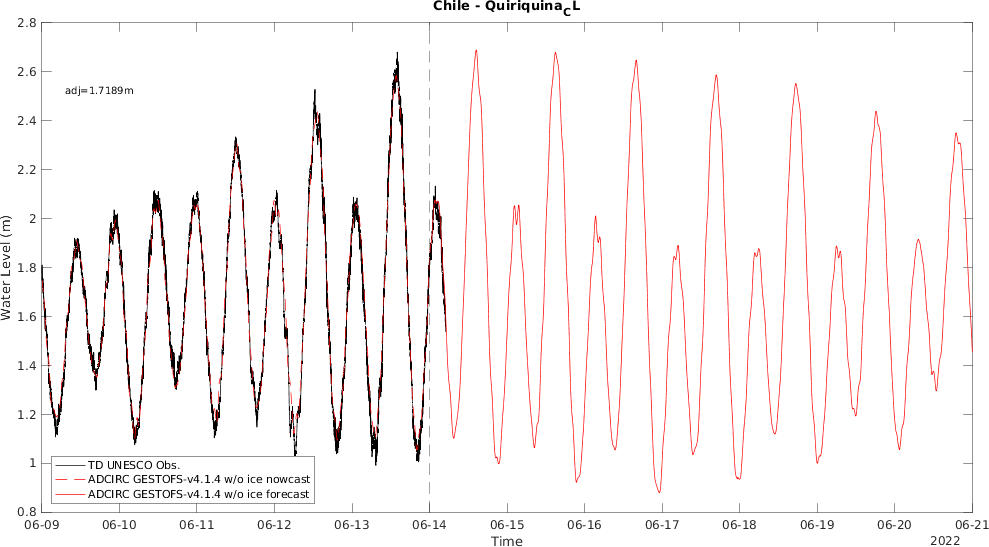 Chile - Quiriquina_CL
2.8
2.6
2.4
2.2
2
1.8
1.6
1.4
1.2
1
0.8
Water Level (m)
adj=1.7189m
TD UNESCO Obs.
ADCIRC GESTOFS-v4.1.4 w/o ice nowcast
ADCIRC GESTOFS-v4.1.4 w/o ice forecast
06-09 06-10 06-11 06-12 06-13 06-14 06-15 06-16 06-17 06-18 06-19 06-20 06-21
Time
2022